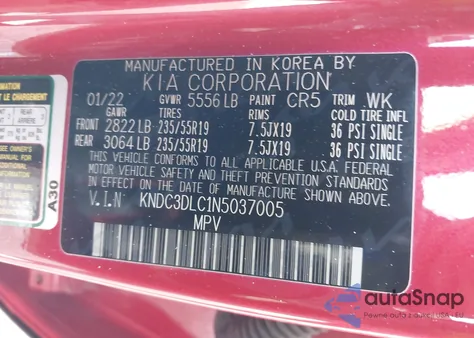 MANUFACTURED IN KOREA BY
KIA CORPORATION
01/22 GVWR 5556 LB PAINT CR5 TRIM WK
TIRES RIMS COLD TIRE INFL
FRONT 2822 LB 235/55R19 7.5JX19 36 PSI SINGLE
REAR 3064 LB 235/55R19 7.5JX19 36 PSI SINGLE
THIS VEHICLE CONFORMS TO ALL APPLICABLE U.S.A FEDERAL
MOTOR VEHICLE SAFETY AND THEFT PREVENTION STANDARDS
IN EFFECT ON THE DATE OF MANUFACTURE SHOWN ABOVE.
V.I.N KNDC3DLC1N5037005
MPV
A30
autoSnap